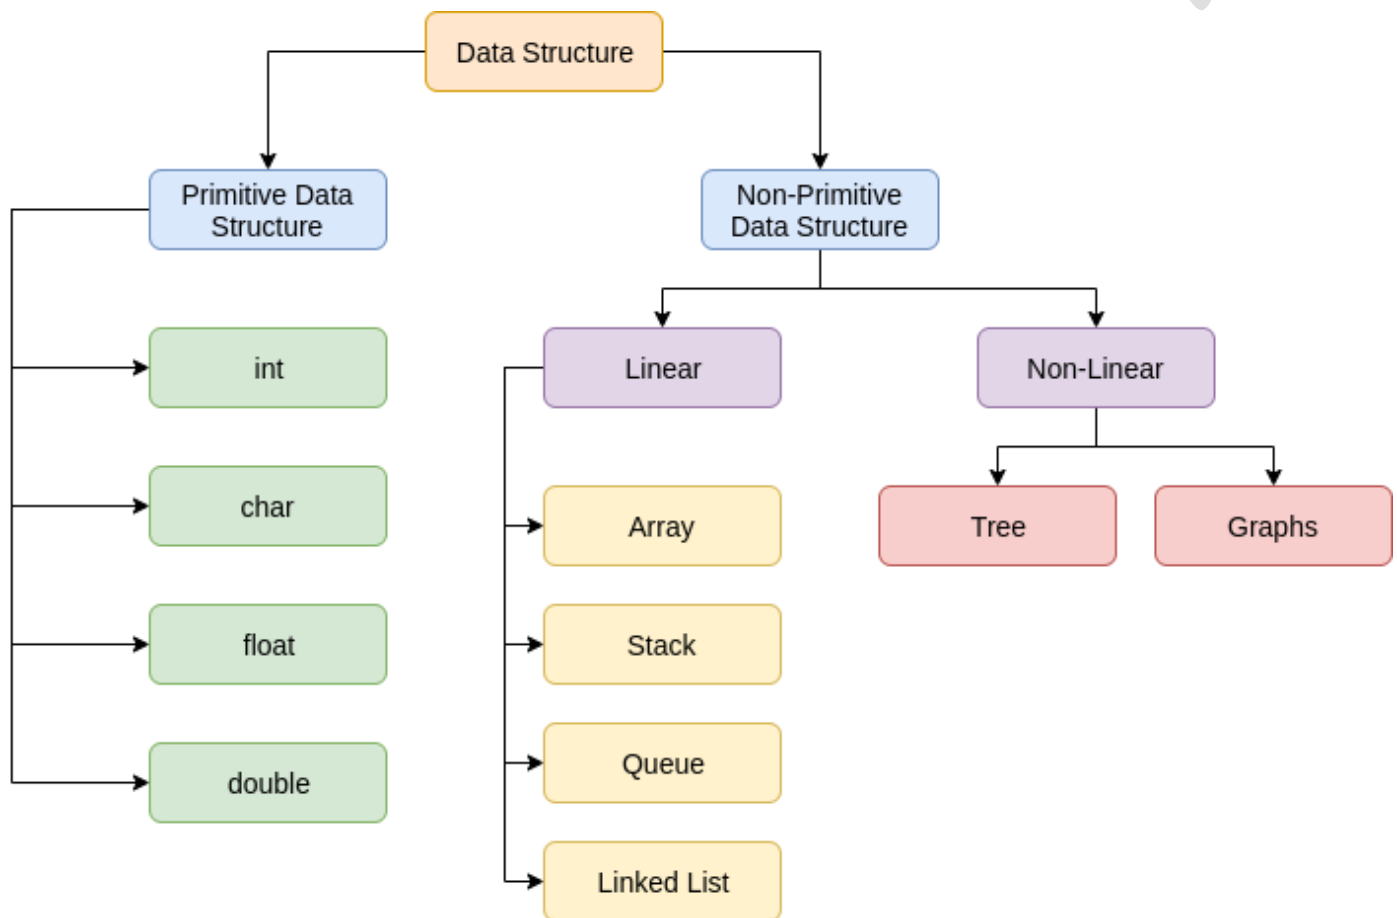 Data Structure
Primitive Data
Structure
Non-Primitive
Data Structure
int
Linear
Non-Linear
char
Array
Tree
Graphs
float
Stack
double
Queue
Linked List